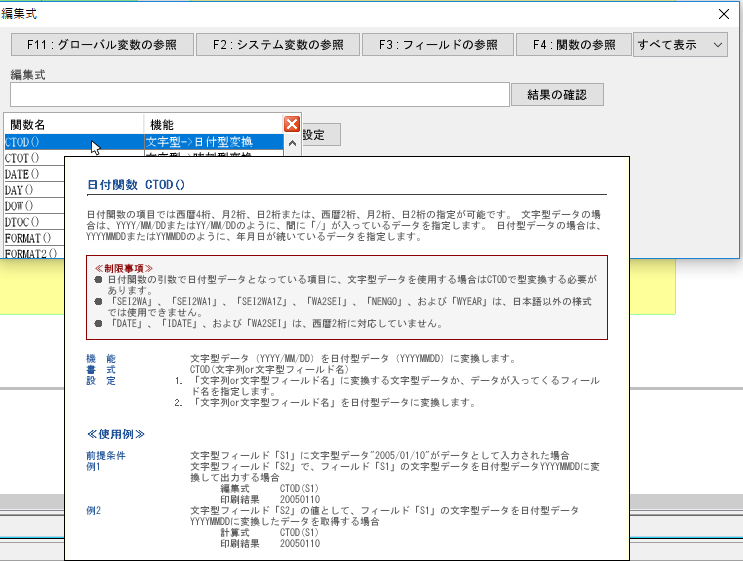 編集式
F11：グローバル変数の参照 F2：システム変数の参照 F3：フィールドの参照 F4：関数の参照 すべて表示
編集式
結果の確認
関数名 機能
設定
CTOD() 文字型->日付型変換
CTOT() 文字型->時刻型変換
DATE()
DAY()
DOW()
DTOC()
FORMAT()
FORMAT2()
日付関数 CTOD()
日付関数の項目では西暦4桁、月2桁、日2桁または、西暦2桁、月2桁、日2桁の指定が可能です。 文字型データの場
合は、YYYY/MM/DDまたはYY/MM/DDのように、間に「/」が入っているデータを指定します。 日付型データの場合は、
YYYYMMDDまたはYYMMDDのように、年月日が続いているデータを指定します。
≪制限事項≫
● 日付関数の引数で日付型データとなっている項目に、文字型データを使用する場合はCTODで型変換する必要が
あります。
● 「SEI2WA」、「SEI2WA1」、「SEI2WA1Z」、「WA2SEI」、「NENGO」、および「WYEAR」は、日本語以外の様式
では使用できません。
● 「DATE」、「IDATE」、および「WA2SEI」は、西暦2桁に対応していません。
機 能 文字型データ (YYYY/MM/DD) を日付型データ (YYYYMMDD) に変換します。
書 式 CTOD(文字列or文字型フィールド名)
設 定 1. 「文字列or文字型フィールド名」に変換する文字型データか、データが入ってくるフィール
ド名を指定します。
2. 「文字列or文字型フィールド名」を日付型データに変換します。
≪使用例≫
前提条件 文字型フィールド「S1」に文字型データ"2005/01/10"がデータとして入力された場合
例1 文字型フィールド「S2」で、フィールド「S1」の文字型データを日付型データYYYYMMDDに変
換して出力する場合
編集式 CTOD(S1)
印刷結果 20050110
例2 文字型フィールド「S2」の値として、フィールド「S1」の文字型データを日付型データ
YYYYMMDDに変換したデータを取得する場合
計算式 CTOD(S1)
印刷結果 20050110